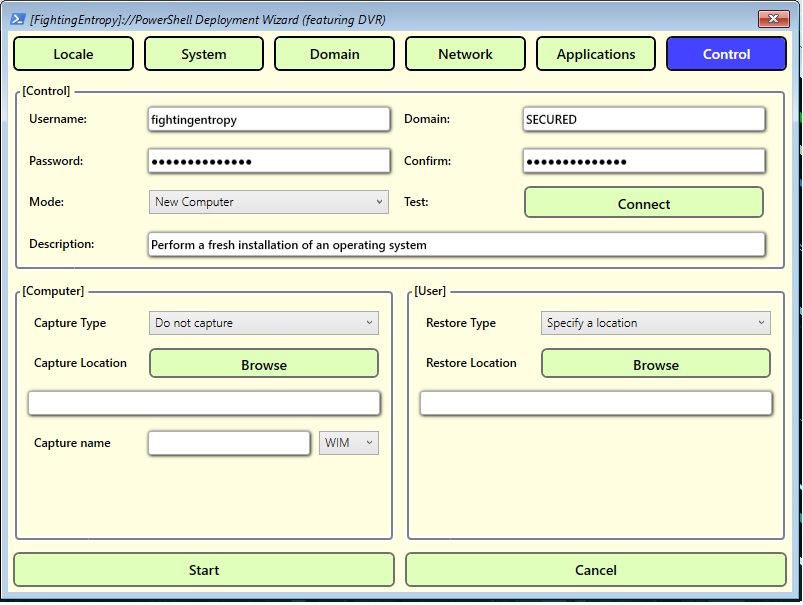 [FightingEntropy]://PowerShell Deployment Wizard (featuring DVR)
Locale System Domain Network Applications Control
[Control]
Username: fightingentropy Domain: SECURED
Password: ●●●●●●●●●●●●●● Confirm: ●●●●●●●●●●●●●●
Mode: New Computer Test: Connect
Description: Perform a fresh installation of an operating system
[Computer] [User]
Capture Type Do not capture Restore Type Specify a location
Capture Location Browse Restore Location Browse
Capture name WIM
Start Cancel